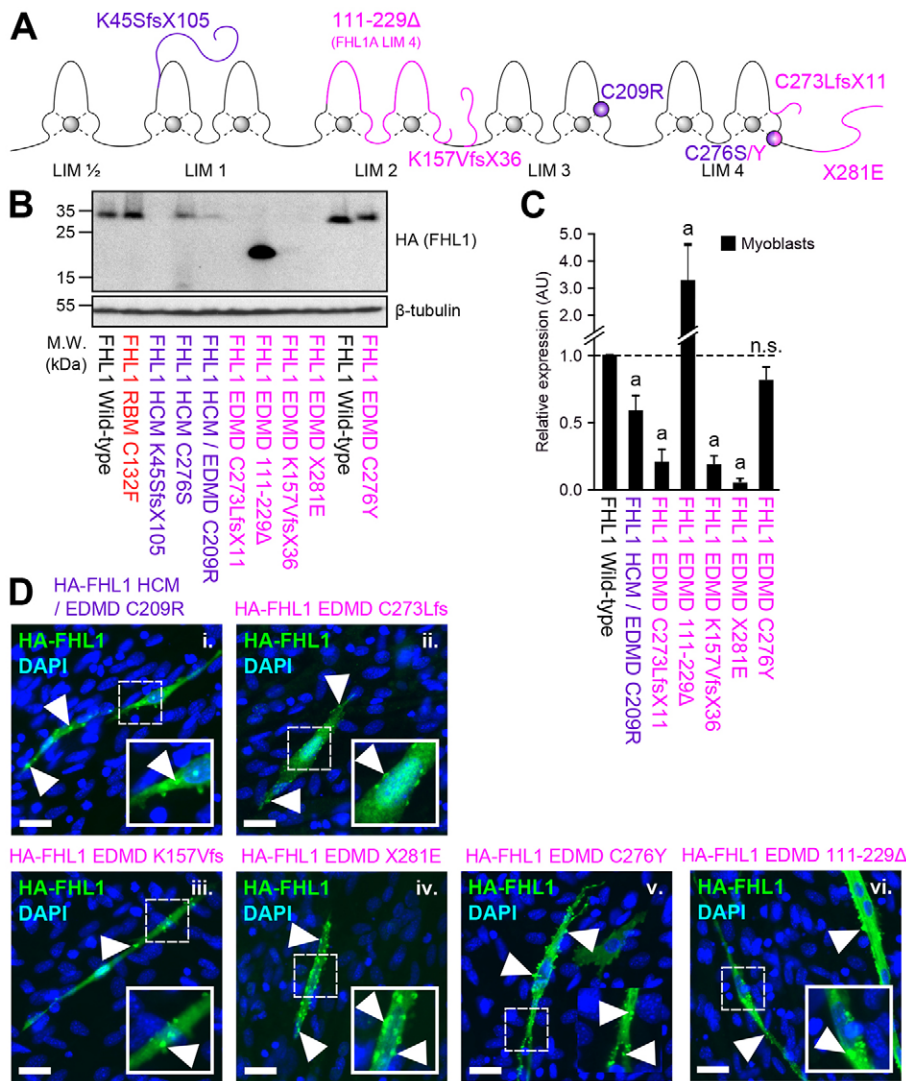 A
K45SfsX105
111-229Δ
(FHL1A LIM 4)
K157VfsX36
C209R
C273LfsX11
C276S/Y
X281E
LIM ½
LIM 1
LIM 2
LIM 3
LIM 4
B
35
25
15
55
HA (FHL1)
β-tubulin
M.W.
(kDa)
FHL1 Wild-type
FHL1 RBM C132F
FHL1 HCM K45SfsX105
FHL1 HCM C276S
FHL1 HCM / EDMD C209R
FHL1 EDMD C273LfsX11
FHL1 EDMD 111-229Δ
FHL1 EDMD K157VfsX36
FHL1 EDMD X281E
FHL1 Wild-type
FHL1 EDMD C276Y
C
Relative expression (AU)
5.0
4.0
3.0
2.0
1.0
0.5
0.0
Myoblasts
a
a
a
a
a
n.s.
FHL1 Wild-type
FHL1 HCM / EDMD C209R
FHL1 EDMD C273LfsX11
FHL1 EDMD 111-229Δ
FHL1 EDMD K157VfsX36
FHL1 EDMD X281E
FHL1 EDMD C276Y
D
HA-FHL1 HCM
/ EDMD C209R
HA-FHL1
DAPI
i.
HA-FHL1 EDMD C273Lfs
HA-FHL1
DAPI
ii.
HA-FHL1 EDMD K157Vfs
HA-FHL1
DAPI
iii.
HA-FHL1 EDMD X281E
HA-FHL1
DAPI
iv.
HA-FHL1 EDMD C276Y
HA-FHL1
DAPI
v.
HA-FHL1 EDMD 111-229Δ
HA-FHL1
DAPI
vi.